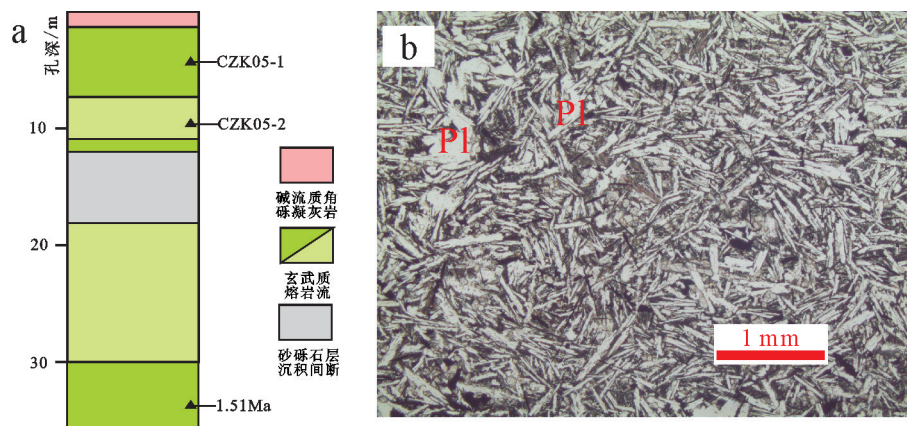 a
孔深/m
CZK05-1
CZK05-2
10
20
30
1.51Ma
碱流质角
砾凝灰岩
玄武质
熔岩流
砂砾石层
沉积间断
b
Pl
Pl
1 mm